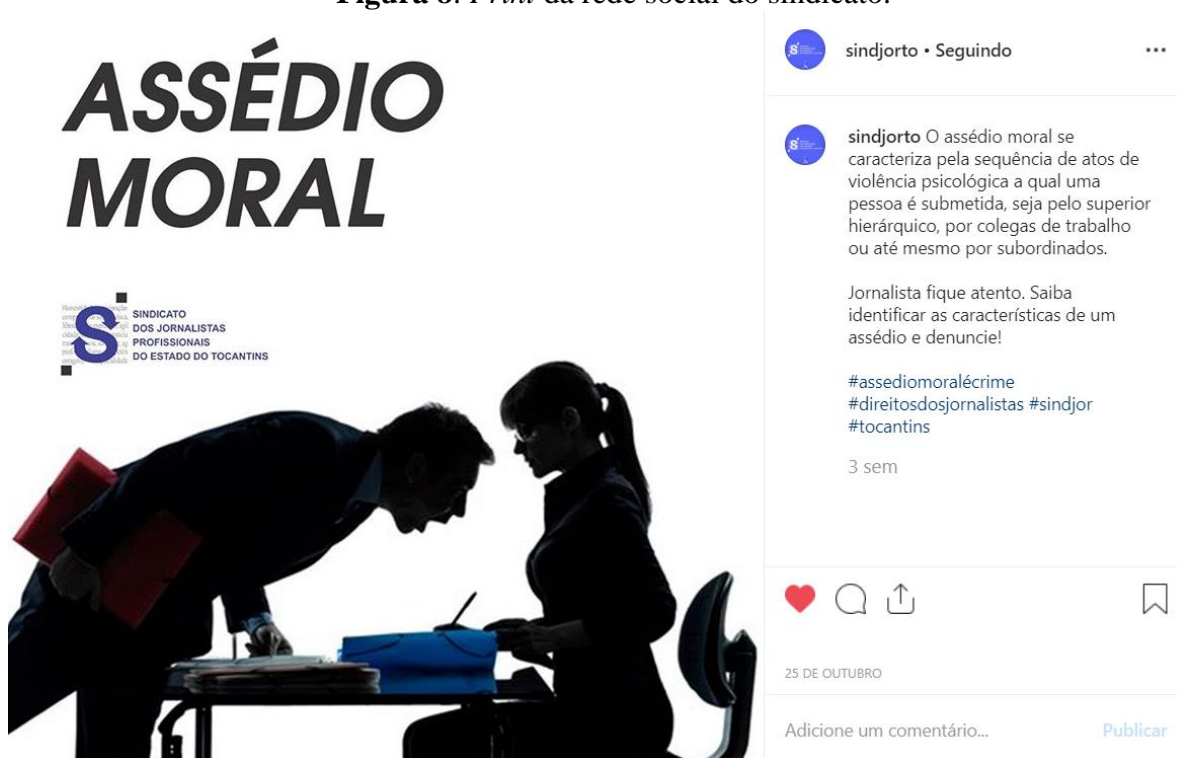 Print da rede social do sindicato.
ASSÉDIO
MORAL
S
SINDICATO
DOS JORNALISTAS
PROFISSIONAIS
DO ESTADO DO TOCANTINS
sindjorto • Seguindo
sindjorto O assédio moral se
caracteriza pela sequência de atos de
violência psicológica a qual uma
pessoa é submetida, seja pelo superior
hierárquico, por colegas de trabalho
ou até mesmo por subordinados.
Jornalista fique atento. Saiba
identificar as características de um
assédio e denuncie!
#assediomoralécrime
#direitosdosjornalistas #sindjor
#tocantins
3 sem
25 DE OUTUBRO
Adicione um comentário...
Publicar